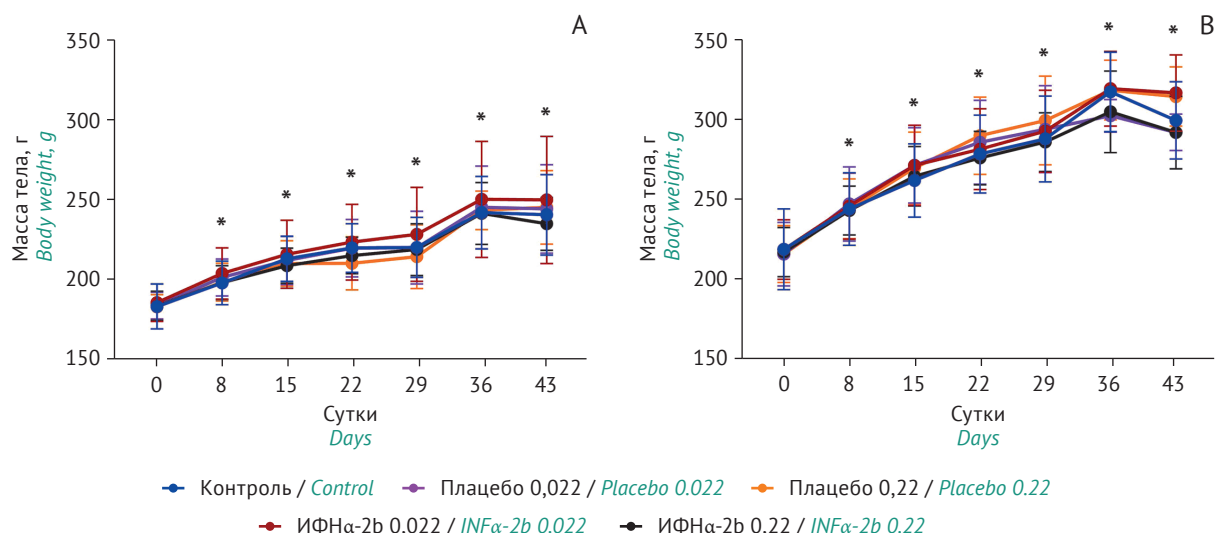 A
Масса тела, г
Body weight, g
350
300
250
200
150
* * * * * *
0 8 15 22 29 36 43
Сутки
Days
B
Масса тела, г
Body weight, g
350
300
250
200
150
* * * * * *
0 8 15 22 29 36 43
Сутки
Days
Контроль / Control Плацебо 0,022 / Placebo 0.022 Плацебо 0,22 / Placebo 0.22
ИФНα-2b 0.022 / INFα-2b 0.022 ИФНα-2b 0.22 / INFα-2b 0.22